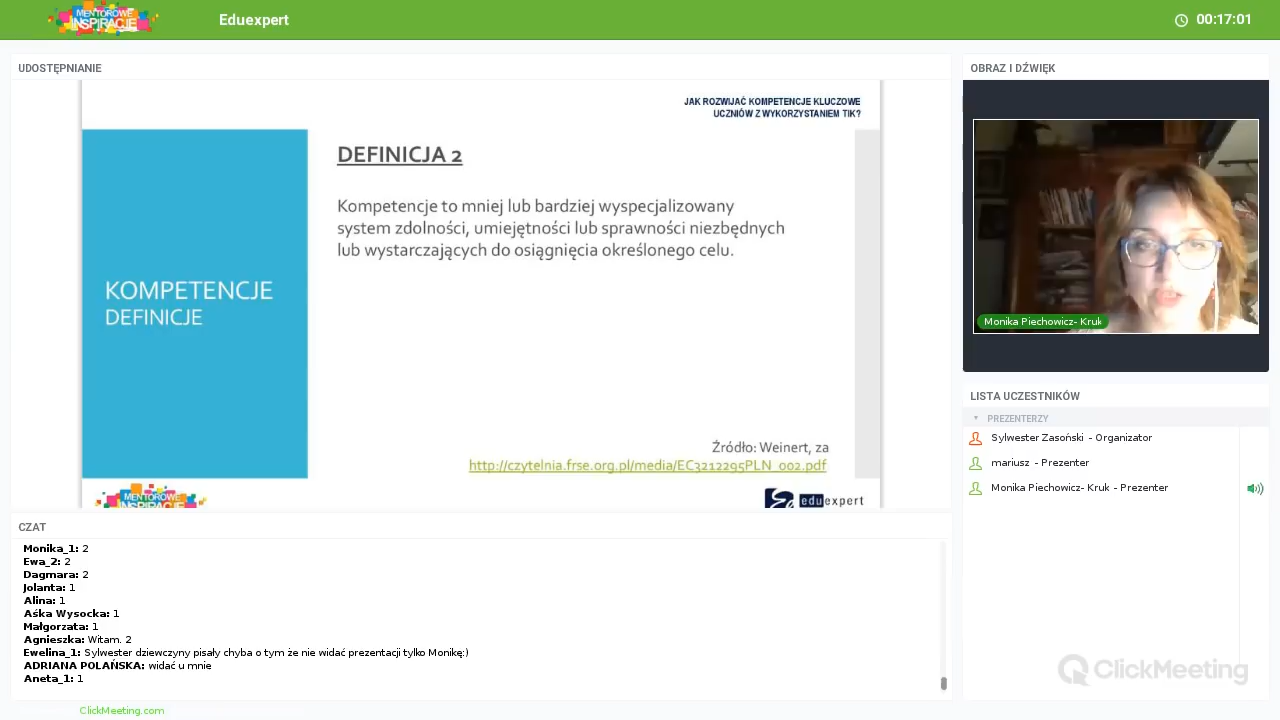 MENTOROWE
INSPIRACJE
Eduexpert
00:17:01
UDOSTĘPNIANIE
JAK ROZWIJAĆ KOMPETENCJE KLUCZOWE
UCZNIÓW Z WYKORZYSTANIEM TIK?
KOMPETENCJE
DEFINICJE
DEFINICJA 2
Kompetencje to mniej lub bardziej wyspecjalizowany
system zdolności, umiejętności lub sprawności niezbędnych
lub wystarczających do osiągnięcia określonego celu.
Źródło: Weinert, za
http://czytelnia.frse.org.pl/media/EC3212295PLN_002.pdf
MENTOROWE
eduexpert
OBRAZ I DŹWIĘK
Monika Piechowicz- Kruk
LISTA UCZESTNIKÓW
PREZENTERZY
Sylwester Zasoński - Organizator
mariusz - Prezenter
Monika Piechowicz- Kruk - Prezenter
ClickMeeting
CZAT
Monika_1: 2
Ewa_2: 2
Dagmara: 2
Jolanta: 1
Alina: 1
Aśka Wysocka: 1
Małgorzata: 1
Agnieszka: Witam. 2
Ewelina_1: Sylwester dziewczyny pisały chyba o tym że nie widać prezentacji tylko Monikę:)
ADRIANA POLAŃSKA: widać u mnie
Aneta_1: 1
ClickMeeting.com